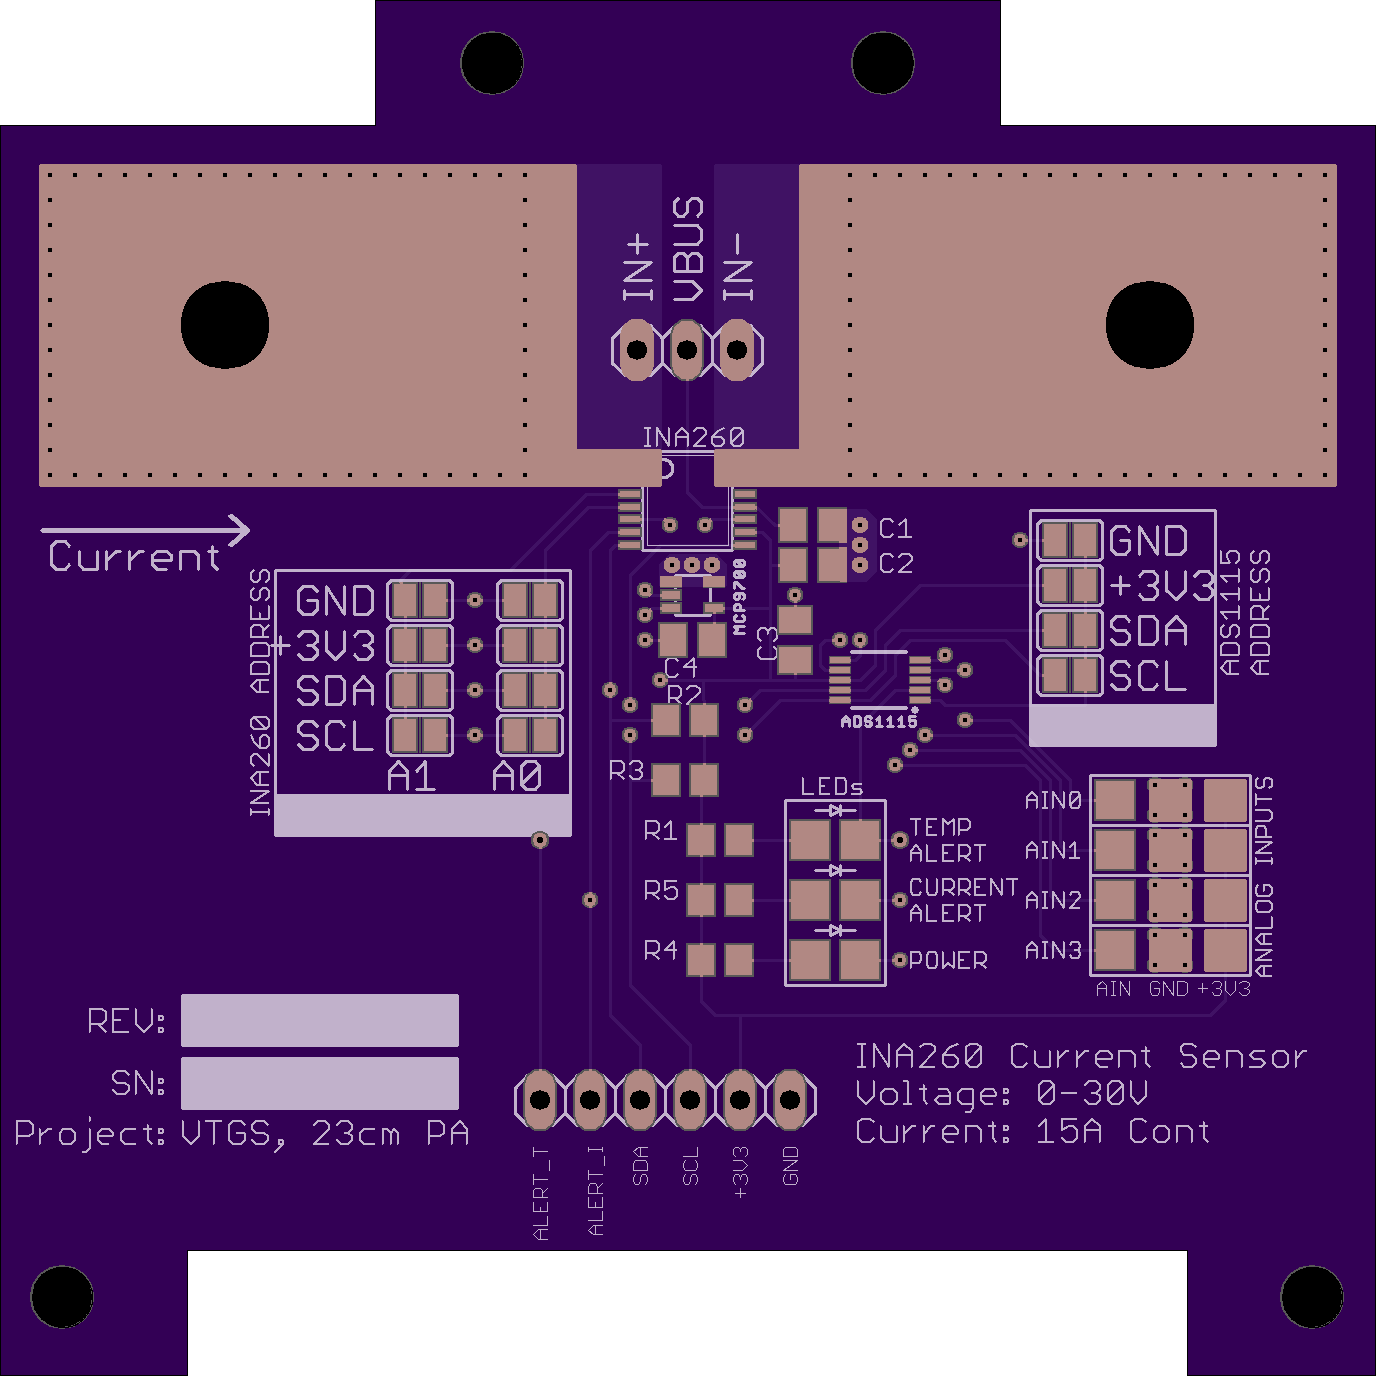 IN+
VBUS
IN-
INA260
Current
C1
C2
MCP9700
C3
C4
R2
ADS1115
R3
GND
+3V3
SDA
SCL
A1 A0
INA260 ADDRESS
GND
+3V3
SDA
SCL
ADS1115
ADDRESS
LEDs
R1
TEMP
ALERT
R5
CURRENT
ALERT
R4
POWER
AIN0
AIN1
AIN2
AIN3
AIN GND +3V3
ANALOG INPUTS
REV:
SN:
Project: VTGS, 23cm PA
INA260 Current Sensor
Voltage: 0-30V
Current: 15A Cont
ALERT_T
ALERT_I
SDA
SCL
+3V3
GND